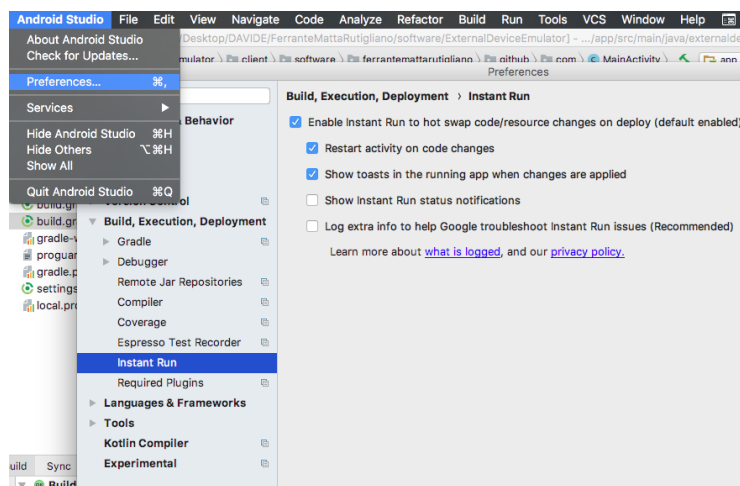 Android Studio File Edit View Navigate Code Analyze Refactor Build Run Tools VCS Window Help
About Android Studio
/Desktop/DAVIDE/FerranteMattaRutigliano/software/ExternalDeviceEmulator] - .../app/src/main/java/externalde
Check for Updates...
mulator client software ferrantemattarutigliano github com MainActivity app
Preferences
Preferences... ⌘,
Build, Execution, Deployment › Instant Run
Services
Behavior
Enable Instant Run to hot swap code/resource changes on deploy (default enabled)
Hide Android Studio ⌘H
Restart activity on code changes
Hide Others ⌥⌘H
Show All
Show toasts in the running app when changes are applied
Quit Android Studio ⌘Q
Version Control
Show Instant Run status notifications
build.gr
build.gr
Build, Execution, Deployment
Log extra info to help Google troubleshoot Instant Run issues (Recommended)
gradle-w
Gradle
Learn more about what is logged, and our privacy policy.
proguar
Debugger
gradle.p
Remote Jar Repositories
settings
Compiler
local.pro
Coverage
Espresso Test Recorder
Instant Run
Required Plugins
Languages & Frameworks
Tools
Kotlin Compiler
Experimental
uild Sync
Build